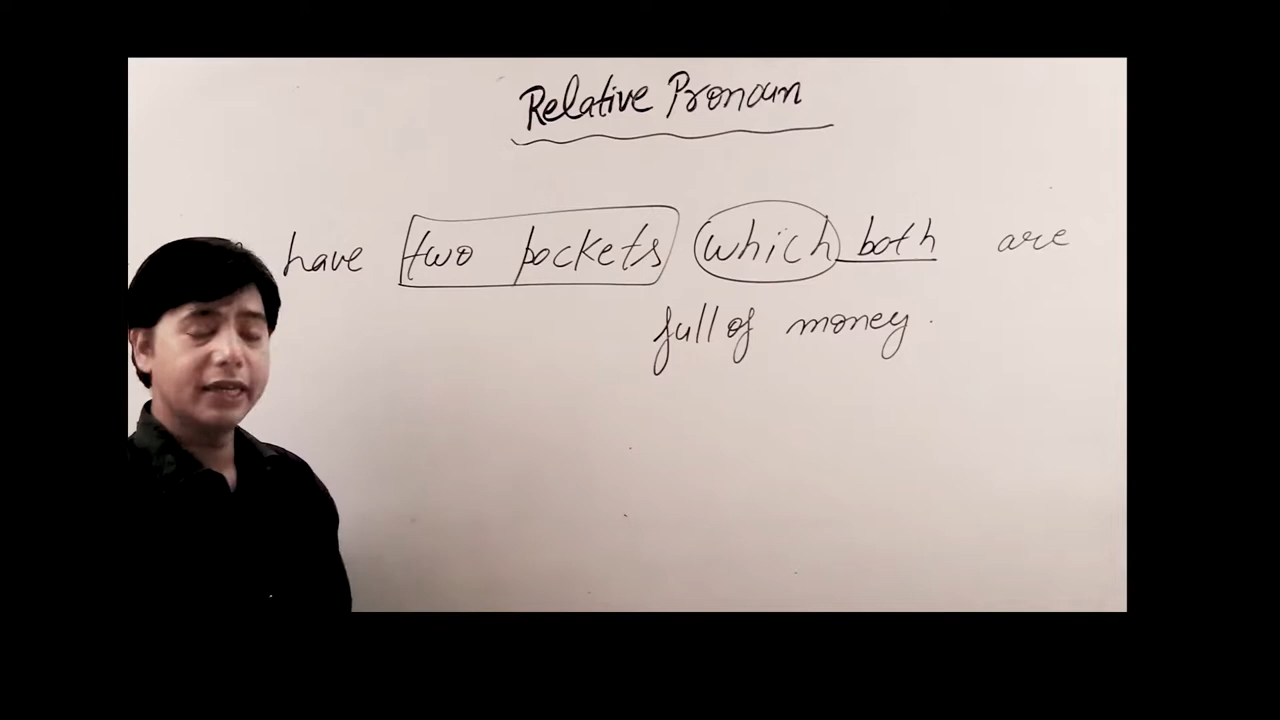 Relative Pronoun
have two pockets which both are
full of money.